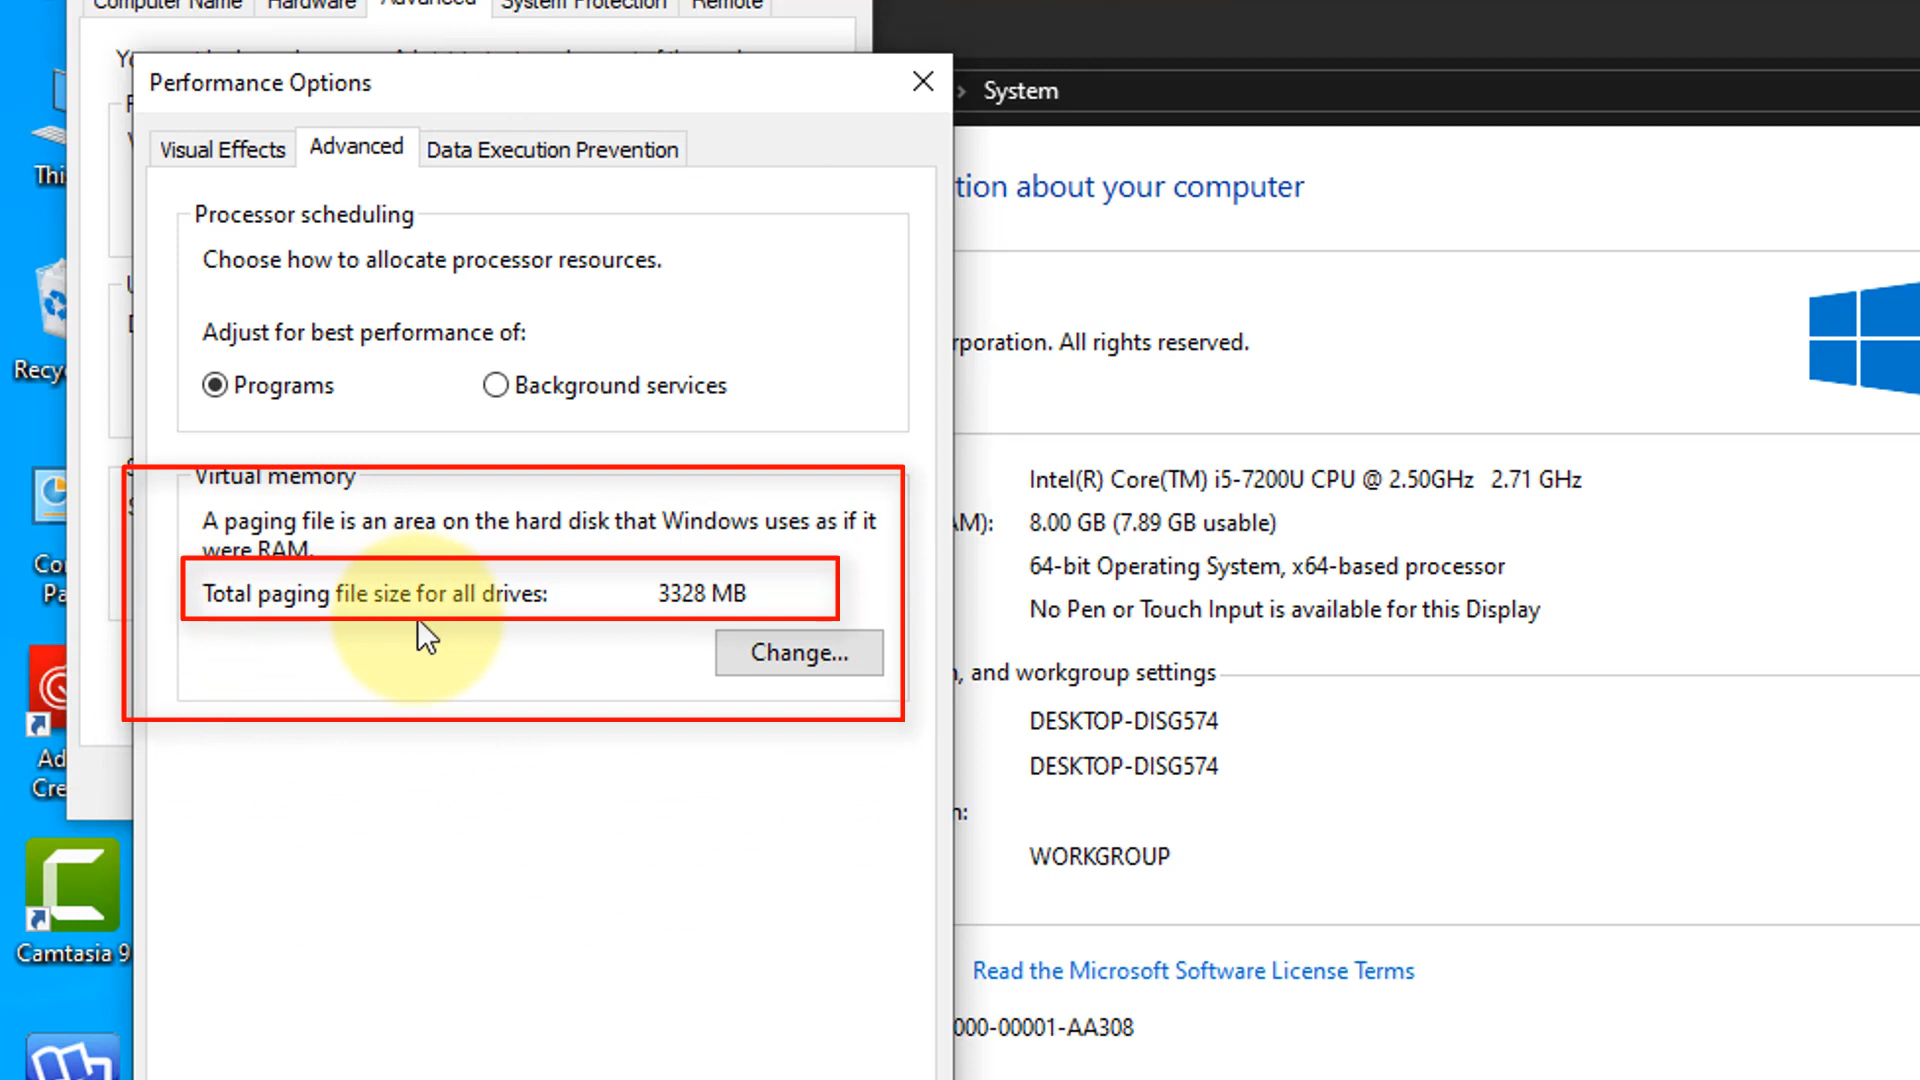 Computer Name
Hardware
Advanced
System Protection
Remote
Performance Options
System
Visual Effects
Advanced
Data Execution Prevention
tion about your computer
Processor scheduling
Choose how to allocate processor resources.
rporation. All rights reserved.
Adjust for best performance of:
Programs
Background services
Virtual memory
A paging file is an area on the hard disk that Windows uses as if it
were RAM.
Total paging file size for all drives:
3328 MB
Change...
Intel(R) Core(TM) i5-7200U CPU @ 2.50GHz 2.71 GHz
AM):
8.00 GB (7.89 GB usable)
64-bit Operating System, x64-based processor
No Pen or Touch Input is available for this Display
, and workgroup settings
DESKTOP-DISG574
DESKTOP-DISG574
n:
WORKGROUP
Read the Microsoft Software License Terms
000-00001-AA308
This
Recy
Co
Pa
Ad
Cre
Camtasia 9